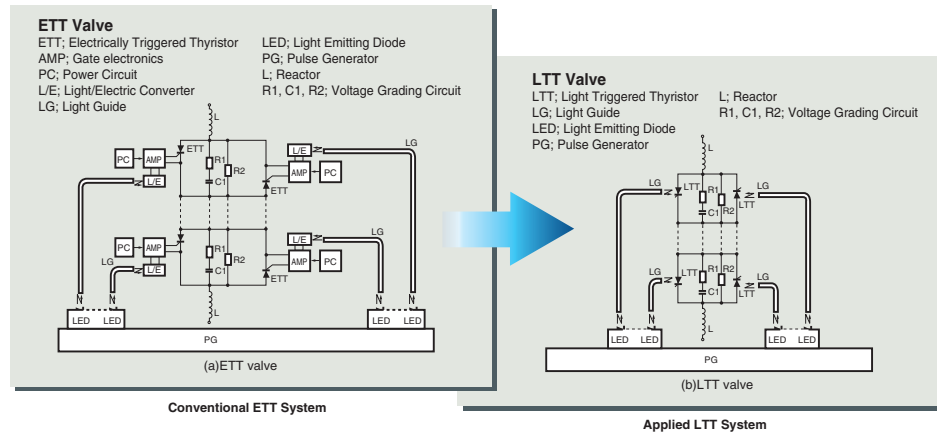 ETT Valve
ETT; Electrically Triggered Thyristor
AMP; Gate electronics
PC; Power Circuit
L/E; Light/Electric Converter
LG; Light Guide
LED; Light Emitting Diode
PG; Pulse Generator
L; Reactor
R1, C1, R2; Voltage Grading Circuit
L
LG
ETT
L/E
PC
AMP
R1
R2
AMP
PC
L/E
C1
ETT
LG
L/E
PC
AMP
R1
R2
AMP
PC
LG
L/E
C1
ETT
N
N
L
N
N
LED
LED
LED
LED
PG
(a)ETT valve
Conventional ETT System
LTT Valve
LTT; Light Triggered Thyristor
LG; Light Guide
LED; Light Emitting Diode
PG; Pulse Generator
L; Reactor
R1, C1, R2; Voltage Grading Circuit
L
LG
LTT
R1
LG
C1
R2
LTT
LG
LTT
R1
R2
LG
C1
LTT
N
N
L
N
N
LED
LED
LED
LED
PG
(b)LTT valve
Applied LTT System